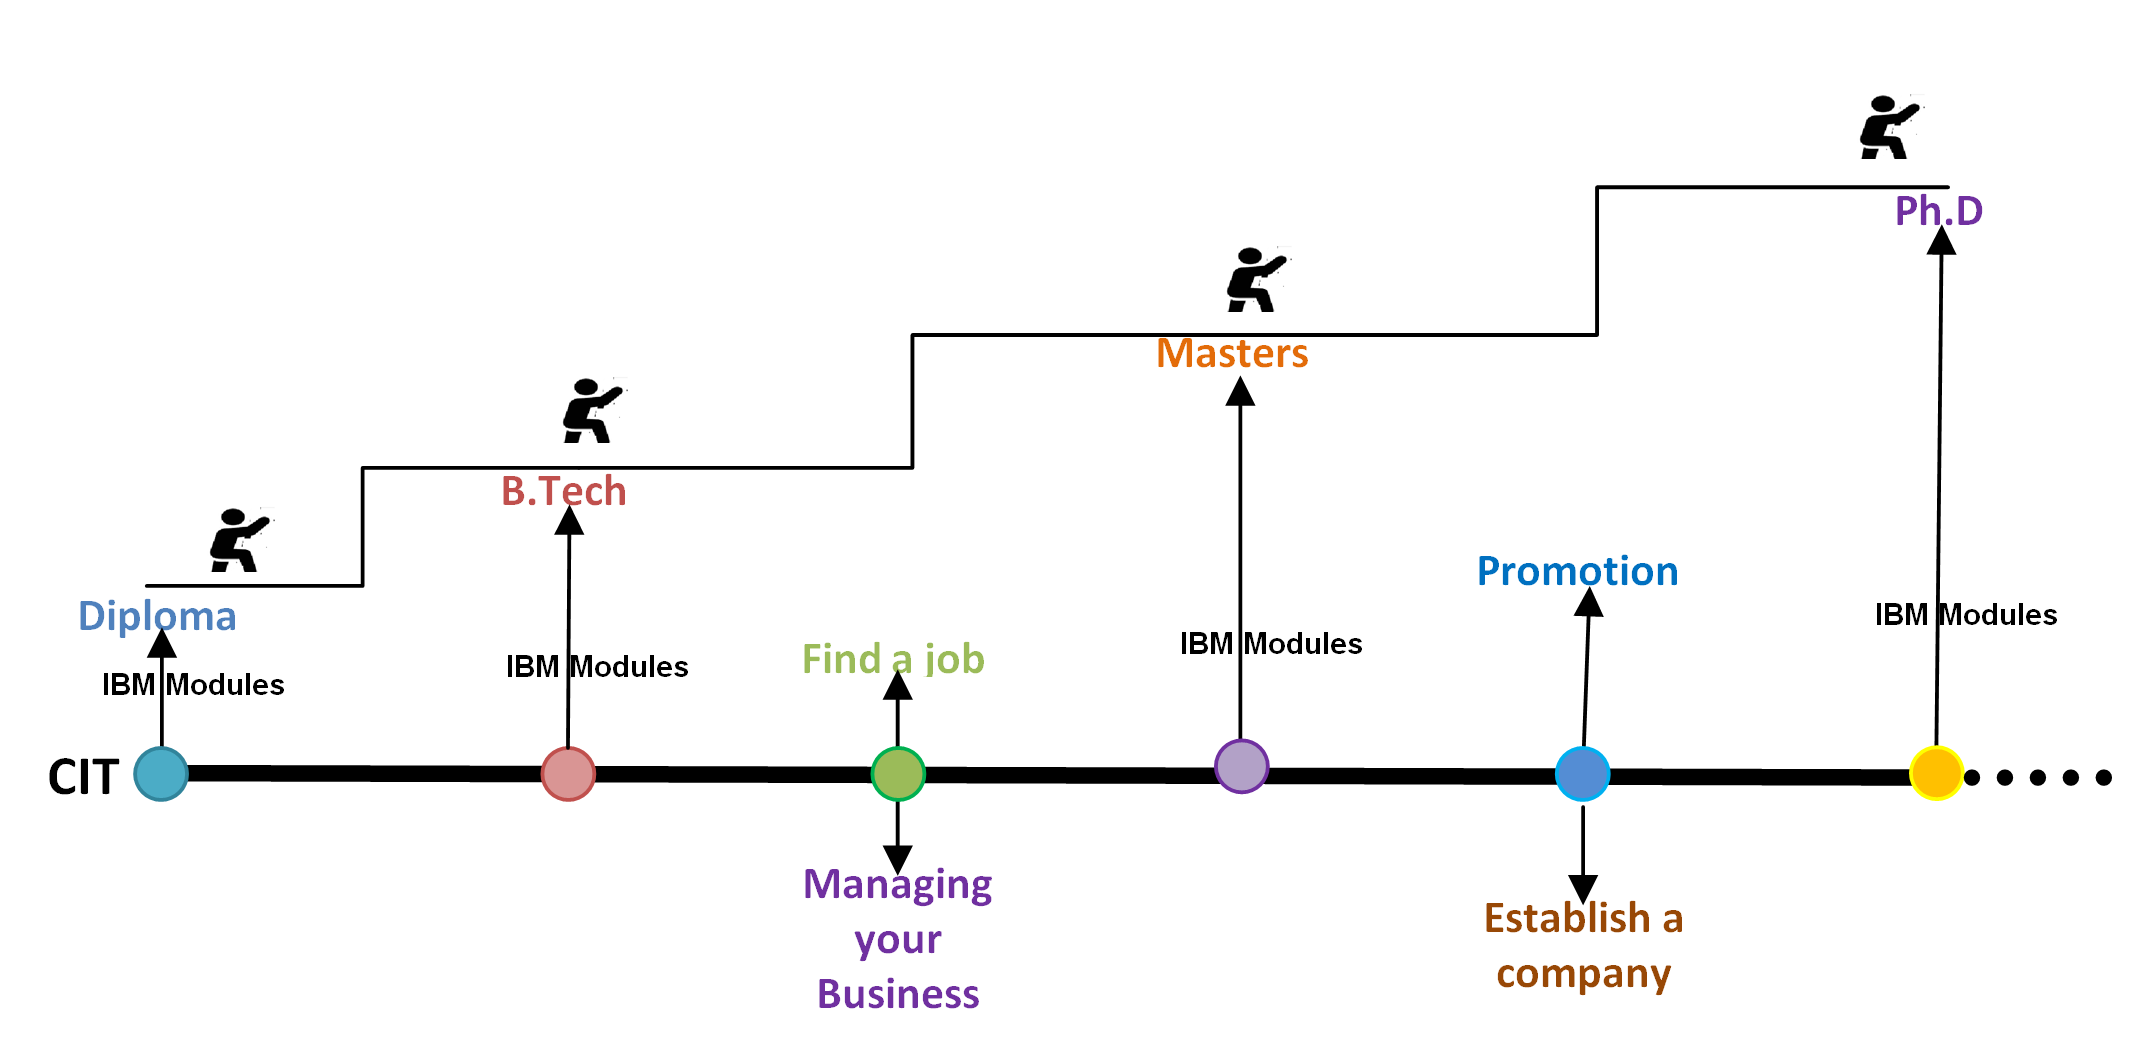 Ph.D
Masters
B.Tech
Promotion
Diploma
IBM Modules
IBM Modules
Find a job
IBM Modules
IBM Modules
CIT
Managing
your
Business
Establish a
company